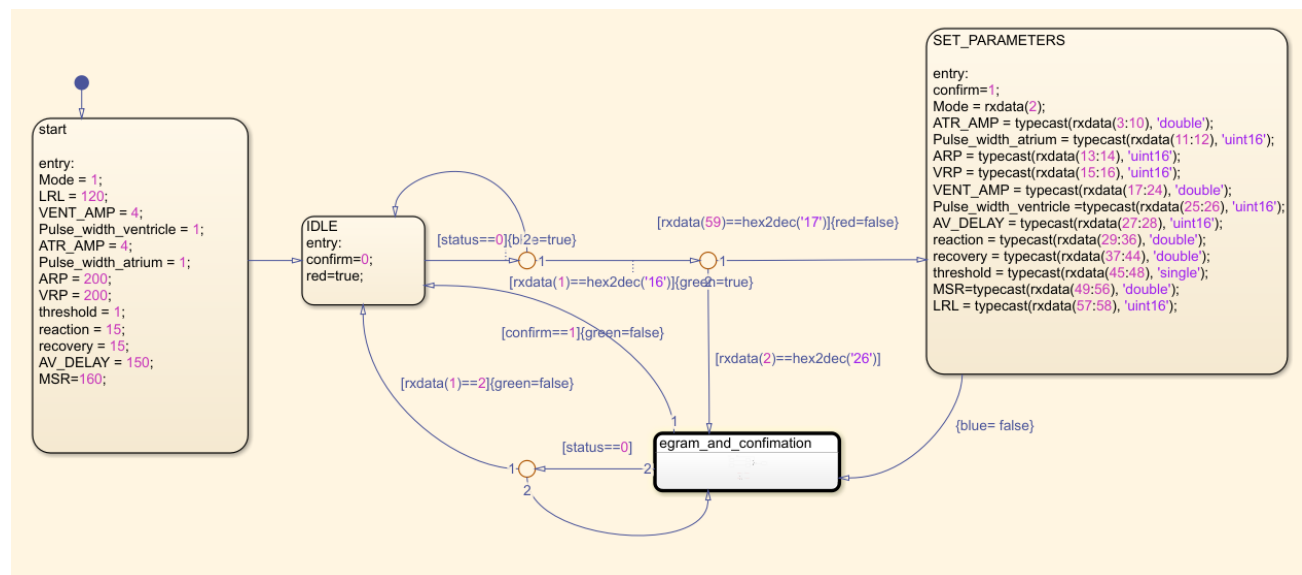 start
entry:
Mode = 1;
LRL = 120;
VENT_AMP = 4;
Pulse_width_ventricle = 1;
ATR_AMP = 4;
Pulse_width_atrium = 1;
ARP = 200;
VRP = 200;
threshold = 1;
reaction = 15;
recovery = 15;
AV_DELAY = 150;
MSR=160;
IDLE
entry:
confirm=0;
red=true;
[status==0]{blue=true}
1
[rxdata(1)==hex2dec('16')]{green=true}
[rxdata(59)==hex2dec('17')]{red=false}
1
2
[rxdata(2)==hex2dec('26')]
[confirm==1]{green=false}
[rxdata(1)==2]{green=false}
1
egram_and_confimation
[status==0]
2
1
2
{blue= false}
SET_PARAMETERS
entry:
confirm=1;
Mode = rxdata(2);
ATR_AMP = typecast(rxdata(3:10), 'double');
Pulse_width_atrium = typecast(rxdata(11:12), 'uint16');
ARP = typecast(rxdata(13:14), 'uint16');
VRP = typecast(rxdata(15:16), 'uint16');
VENT_AMP = typecast(rxdata(17:24), 'double');
Pulse_width_ventricle =typecast(rxdata(25:26), 'uint16');
AV_DELAY = typecast(rxdata(27:28), 'uint16');
reaction = typecast(rxdata(29:36), 'double');
recovery = typecast(rxdata(37:44), 'double');
threshold = typecast(rxdata(45:48), 'single');
MSR=typecast(rxdata(49:56), 'double');
LRL = typecast(rxdata(57:58), 'uint16');